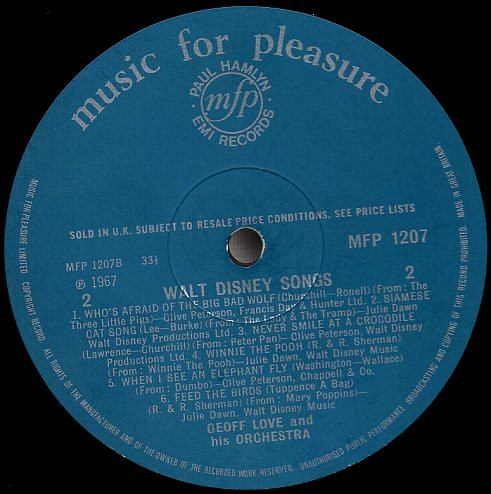 music for pleasure
PAUL HAMLYN
mfp
EMI RECORDS
SOLD IN U.K. SUBJECT TO RESALE PRICE CONDITIONS, SEE PRICE LISTS
MFP 1207B 33⅓
MFP 1207
℗ 1967
WALT DISNEY SONGS
2
2
1. WHO'S AFRAID OF THE BIG BAD WOLF (Churchill—Ronell) (From: The
Three Little Pigs)—Clive Peterson, Francis Day & Hunter Ltd. 2. SIAMESE
CAT SONG (Lee—Burke) (From: The Lady & The Tramp)—Julie Dawn
Walt Disney Productions Ltd. 3. NEVER SMILE AT A CROCODILE
(Lawrence—Churchill) (From: Peter Pan)—Clive Peterson, Walt Disney
Productions Ltd. 4. WINNIE THE POOH (R. & R. Sherman)
(From: Winnie The Pooh)—Julie Dawn, Walt Disney Music
5. WHEN I SEE AN ELEPHANT FLY (Washington—Wallace)
(From: Dumbo)—Clive Peterson, Chappell & Co.
6. FEED THE BIRDS (Tuppence A Bag)
(R. & R. Sherman) (From: Mary Poppins)—
Julie Dawn, Walt Disney Music
GEOFF LOVE and
his ORCHESTRA
MUSIC FOR PLEASURE LIMITED. COPYRIGHT RECORDS. ALL RIGHTS OF THE MANUFACTURER AND OF THE OWNER OF THE RECORDED WORK RESERVED. UNAUTHORISED PUBLIC PERFORMANCE, BROADCASTING AND COPYING OF THIS RECORD PROHIBITED. MADE IN GREAT BRITAIN.